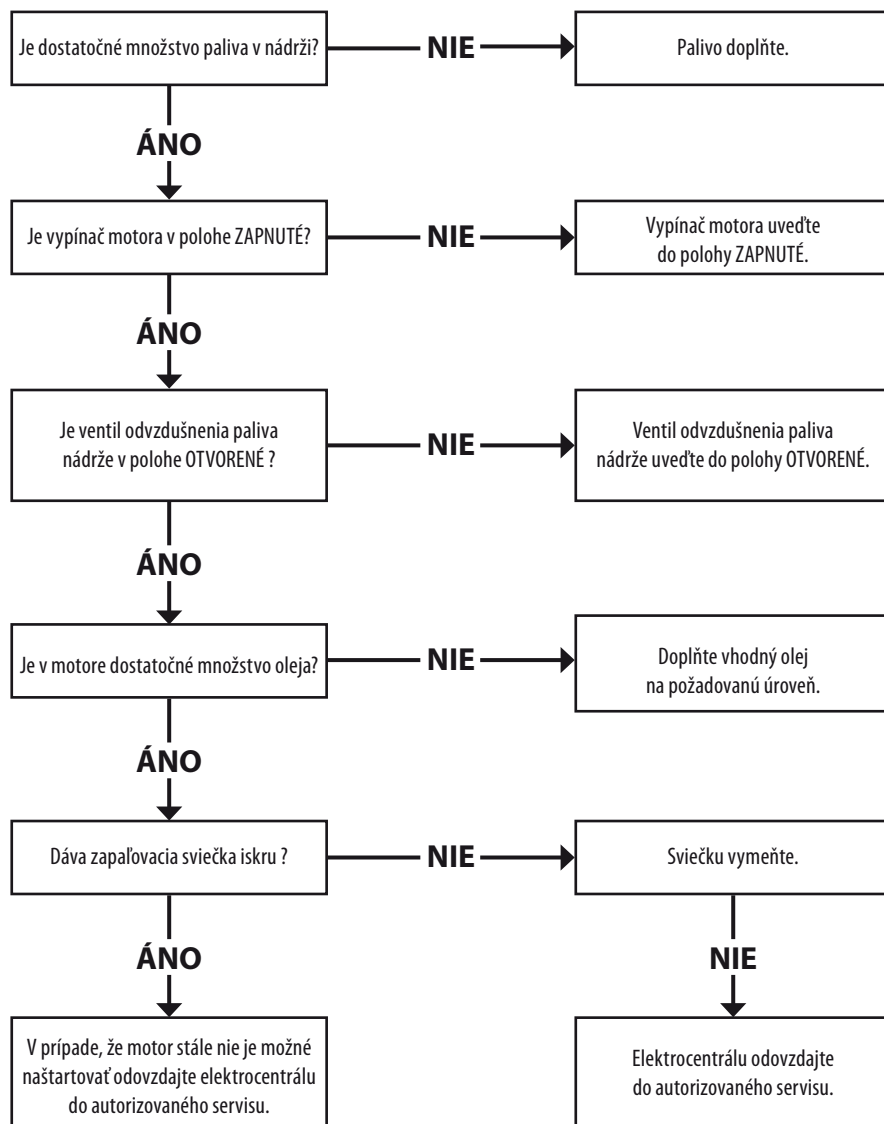 Je dostatočné množstvo paliva v nádrži?
NIE
Palivo doplňte.
ÁNO
Je vypínač motora v polohe ZAPNUTÉ?
NIE
Vypínač motora uveďte
do polohy ZAPNUTÉ.
ÁNO
Je ventil odvzdušnenia paliva
nádrže v polohe OTVORENÉ ?
NIE
Ventil odvzdušnenia paliva
nádrže uveďte do polohy OTVORENÉ.
ÁNO
Je v motore dostatočné množstvo oleja?
NIE
Doplňte vhodný olej
na požadovanú úroveň.
ÁNO
Dáva zapaľovacia sviečka iskru ?
NIE
Sviečku vymeňte.
ÁNO
NIE
V prípade, že motor stále nie je možné
naštartovať odovzdajte elektrocentrálu
do autorizovaného servisu.
Elektrocentrálu odovzdajte
do autorizovaného servisu.